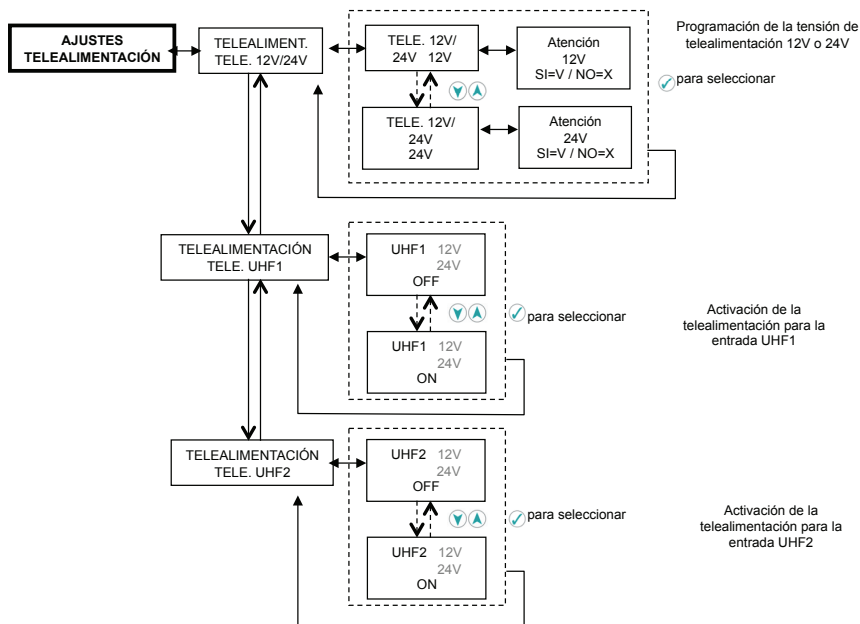 AJUSTES
TELEALIMENTACIÓN
TELEALIMENT.
TELE. 12V/24V
TELE. 12V/
24V 12V
Atención
12V
SI=V / NO=X
Programación de la tensión de
telealimentación 12V o 24V
para seleccionar
TELE. 12V/
24V
24V
Atención
24V
SI=V / NO=X
TELEALIMENTACIÓN
TELE. UHF1
UHF1 12V
24V
OFF
UHF1 12V
24V
ON
para seleccionar
Activación de la
telealimentación para la
entrada UHF1
TELEALIMENTACIÓN
TELE. UHF2
UHF2 12V
24V
OFF
UHF2 12V
24V
ON
para seleccionar
Activación de la
telealimentación para la
entrada UHF2